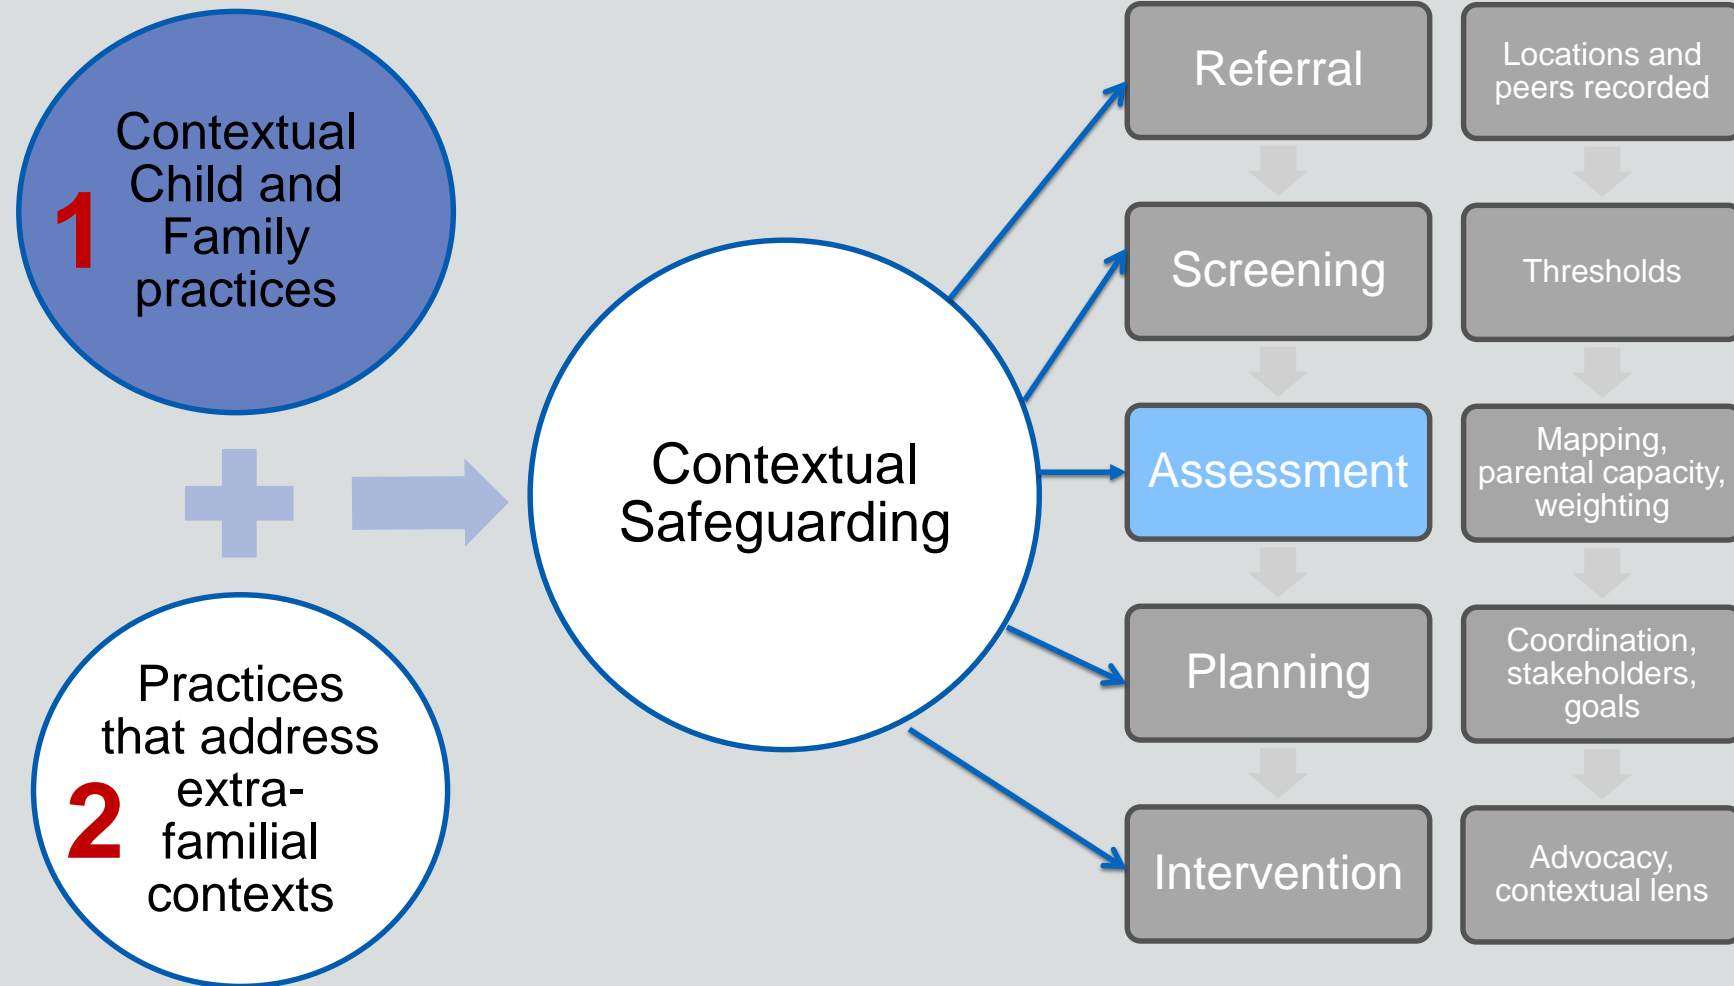 Contextual
Child and
Family
practices
1
Practices
that address
extra-
familial
contexts
2
Contextual
Safeguarding
Referral
Screening
Assessment
Planning
Intervention
Locations and
peers recorded
Thresholds
Mapping,
parental capacity,
weighting
Coordination,
stakeholders,
goals
Advocacy,
contextual lens